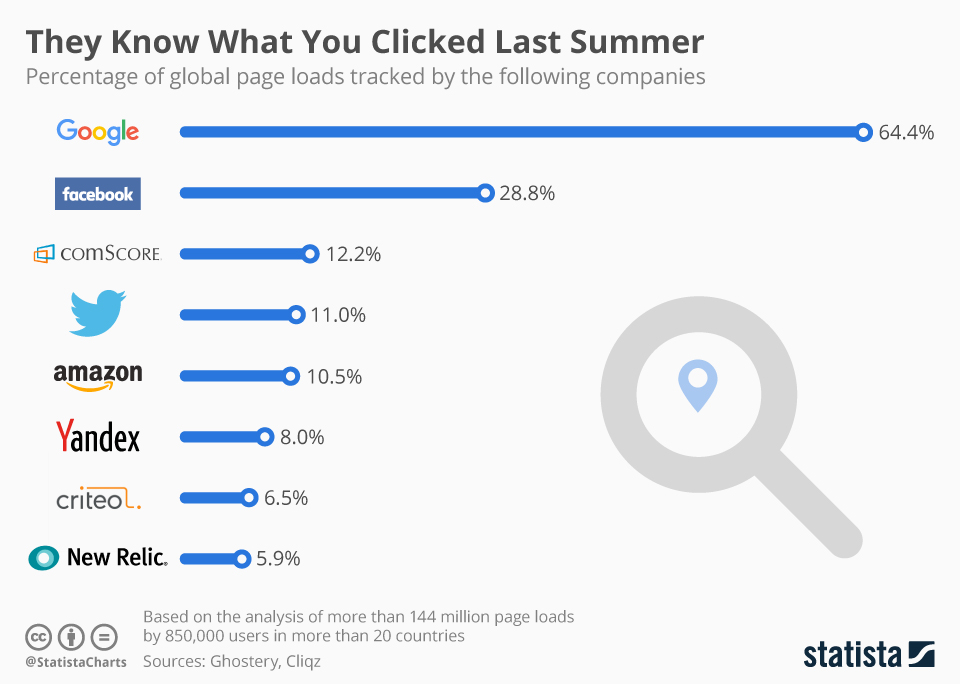 They Know What You Clicked Last Summer
Percentage of global page loads tracked by the following companies
Google
64.4%
facebook
28.8%
comScore
12.2%
11.0%
amazon
10.5%
Yandex
8.0%
criteo
6.5%
New Relic®
5.9%
Based on the analysis of more than 144 million page loads
by 850,000 users in more than 20 countries
cc
@StatistaCharts
Sources: Ghostery, Cliqz
statista